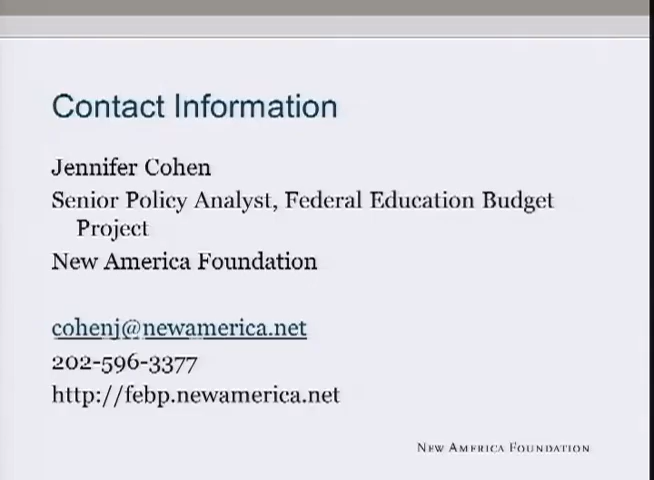 Contact Information
Jennifer Cohen
Senior Policy Analyst, Federal Education Budget
Project
New America Foundation
cohenj@newamerica.net
202-596-3377
http://febp.newamerica.net
New America Foundation